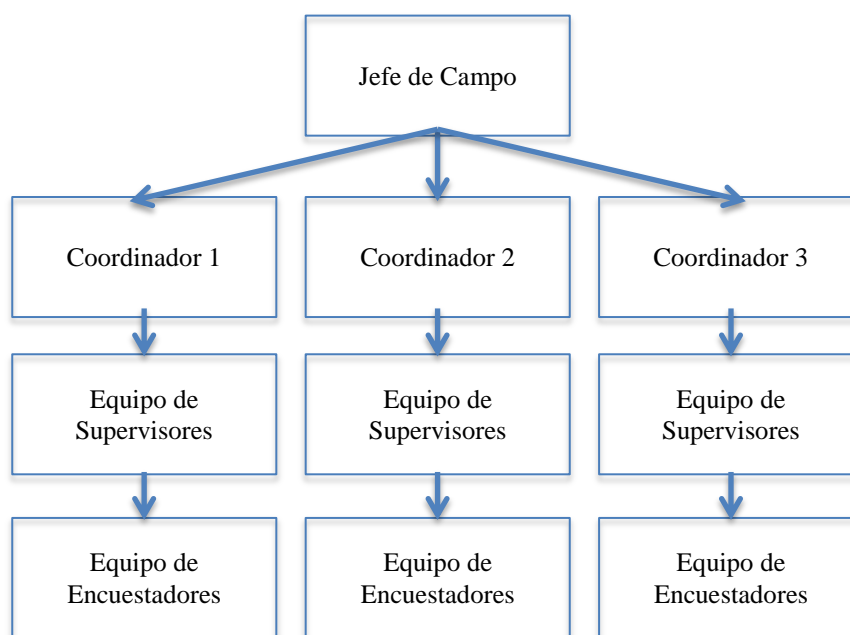 Jefe de Campo
Coordinador 1
Coordinador 2
Coordinador 3
Equipo de
Supervisores
Equipo de
Supervisores
Equipo de
Supervisores
Equipo de
Encuestadores
Equipo de
Encuestadores
Equipo de
Encuestadores